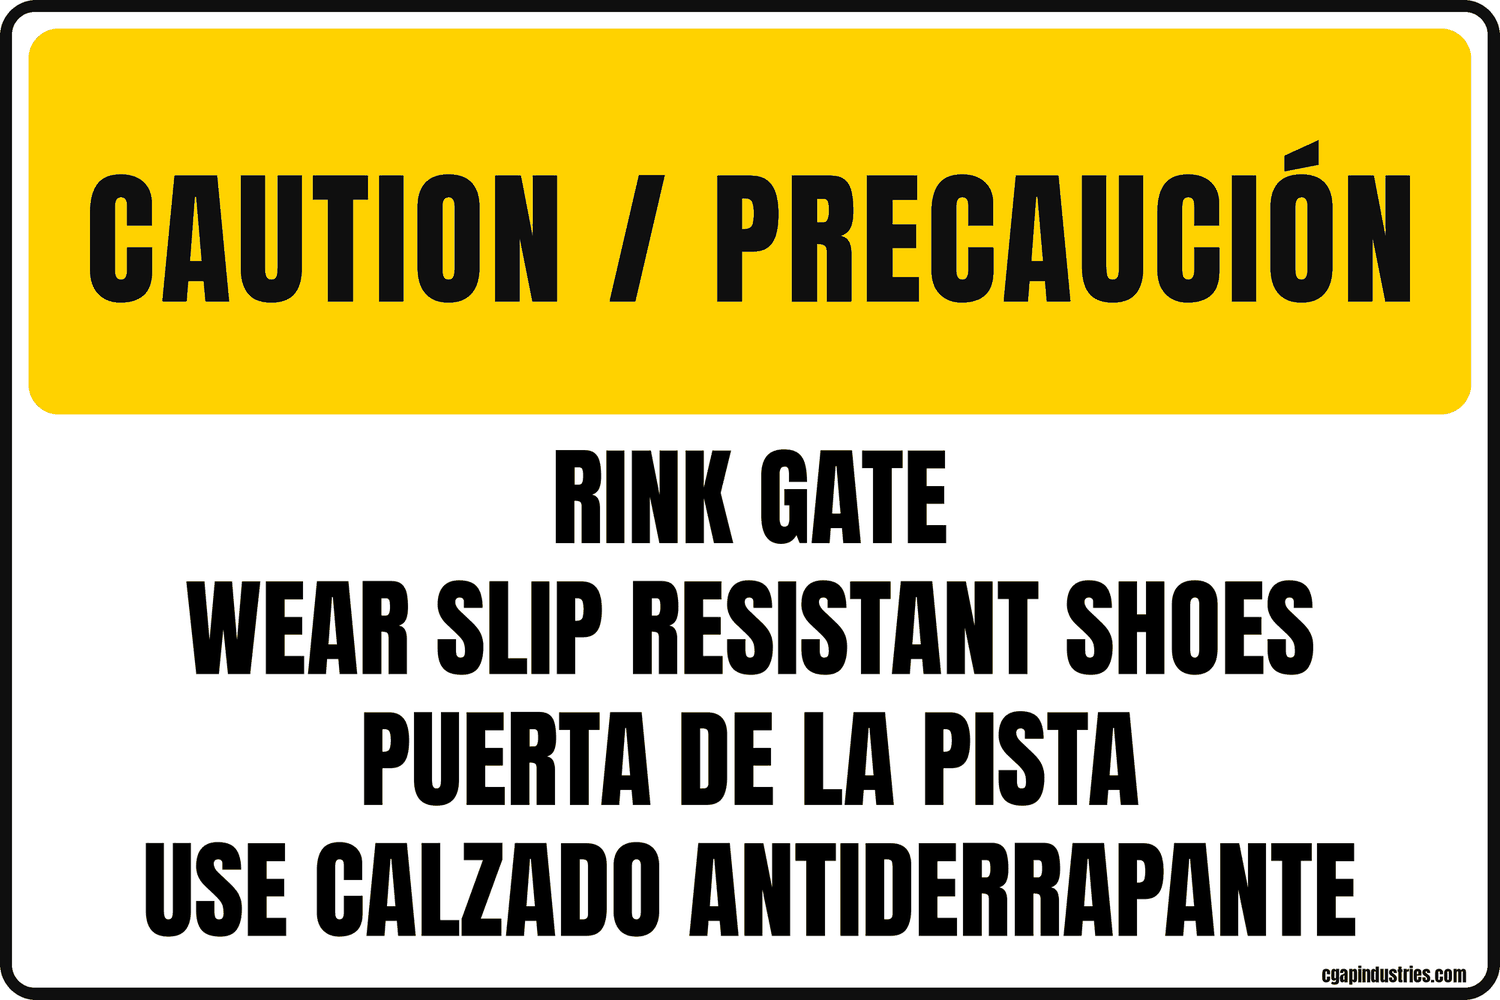 CAUTION / PRECAUCIÓN
RINK GATE
WEAR SLIP RESISTANT SHOES
PUERTA DE LA PISTA
USE CALZADO ANTIDERRAPANTE
cgapindustries.com